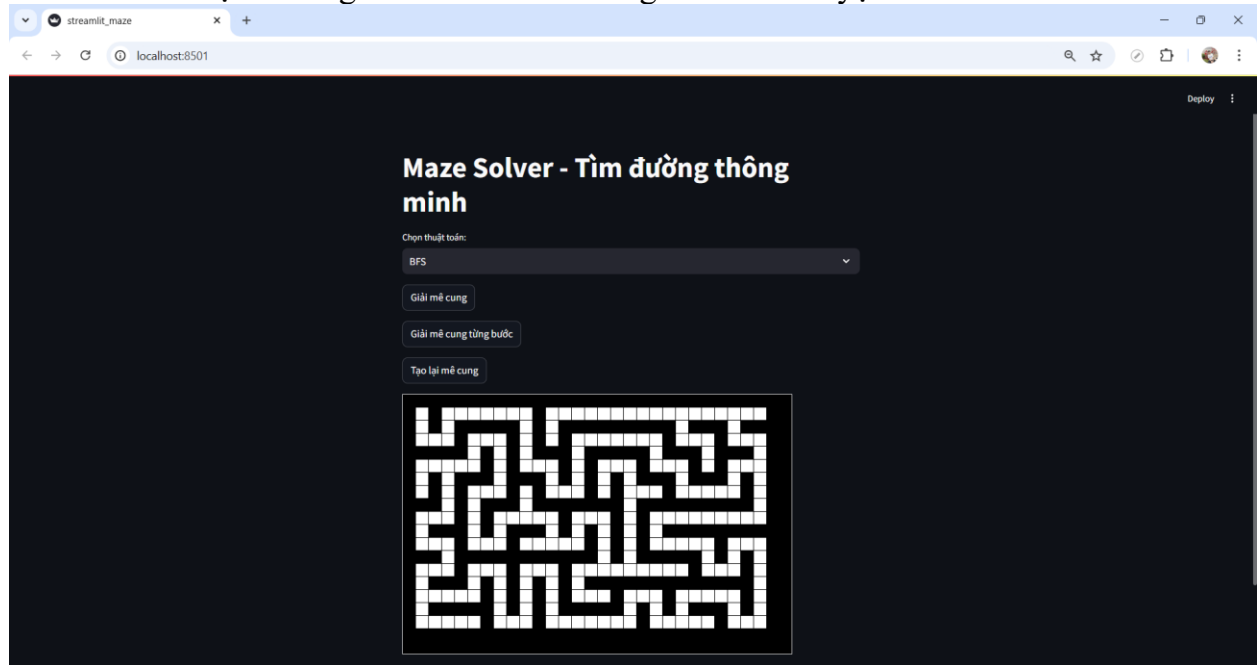 streamlit_maze
localhost:8501
Deploy
Maze Solver - Tìm đường thông
minh
Chọn thuật toán:
BFS
Giải mê cung
Giải mê cung từng bước
Tạo lại mê cung